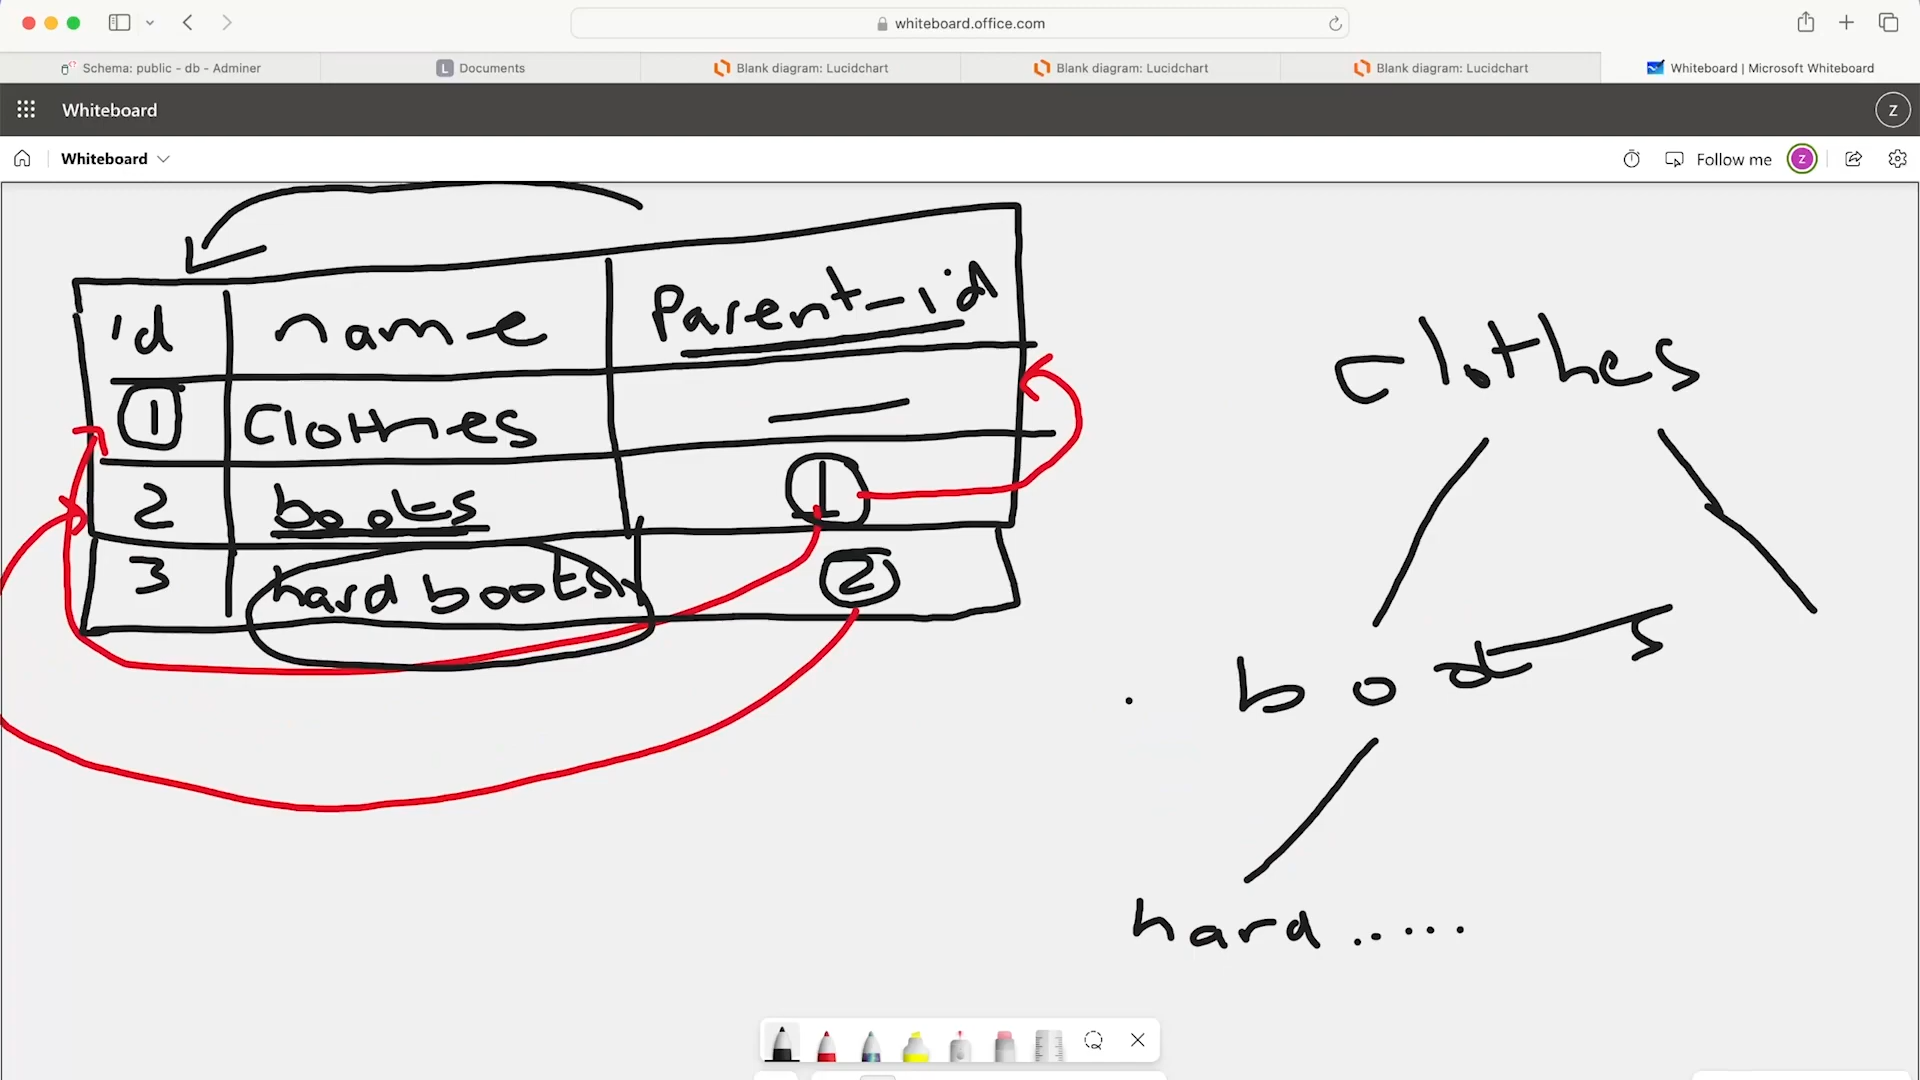 whiteboard.office.com
Schema: public - db - Adminer
L Documents
Blank diagram: Lucidchart
Blank diagram: Lucidchart
Blank diagram: Lucidchart
Whiteboard | Microsoft Whiteboard
Whiteboard
Z
Whiteboard
Follow me
Z
id name Parent_id
1 Clothes —
2 boots 1
3 hard boots 2
clothes
boots
hard .....